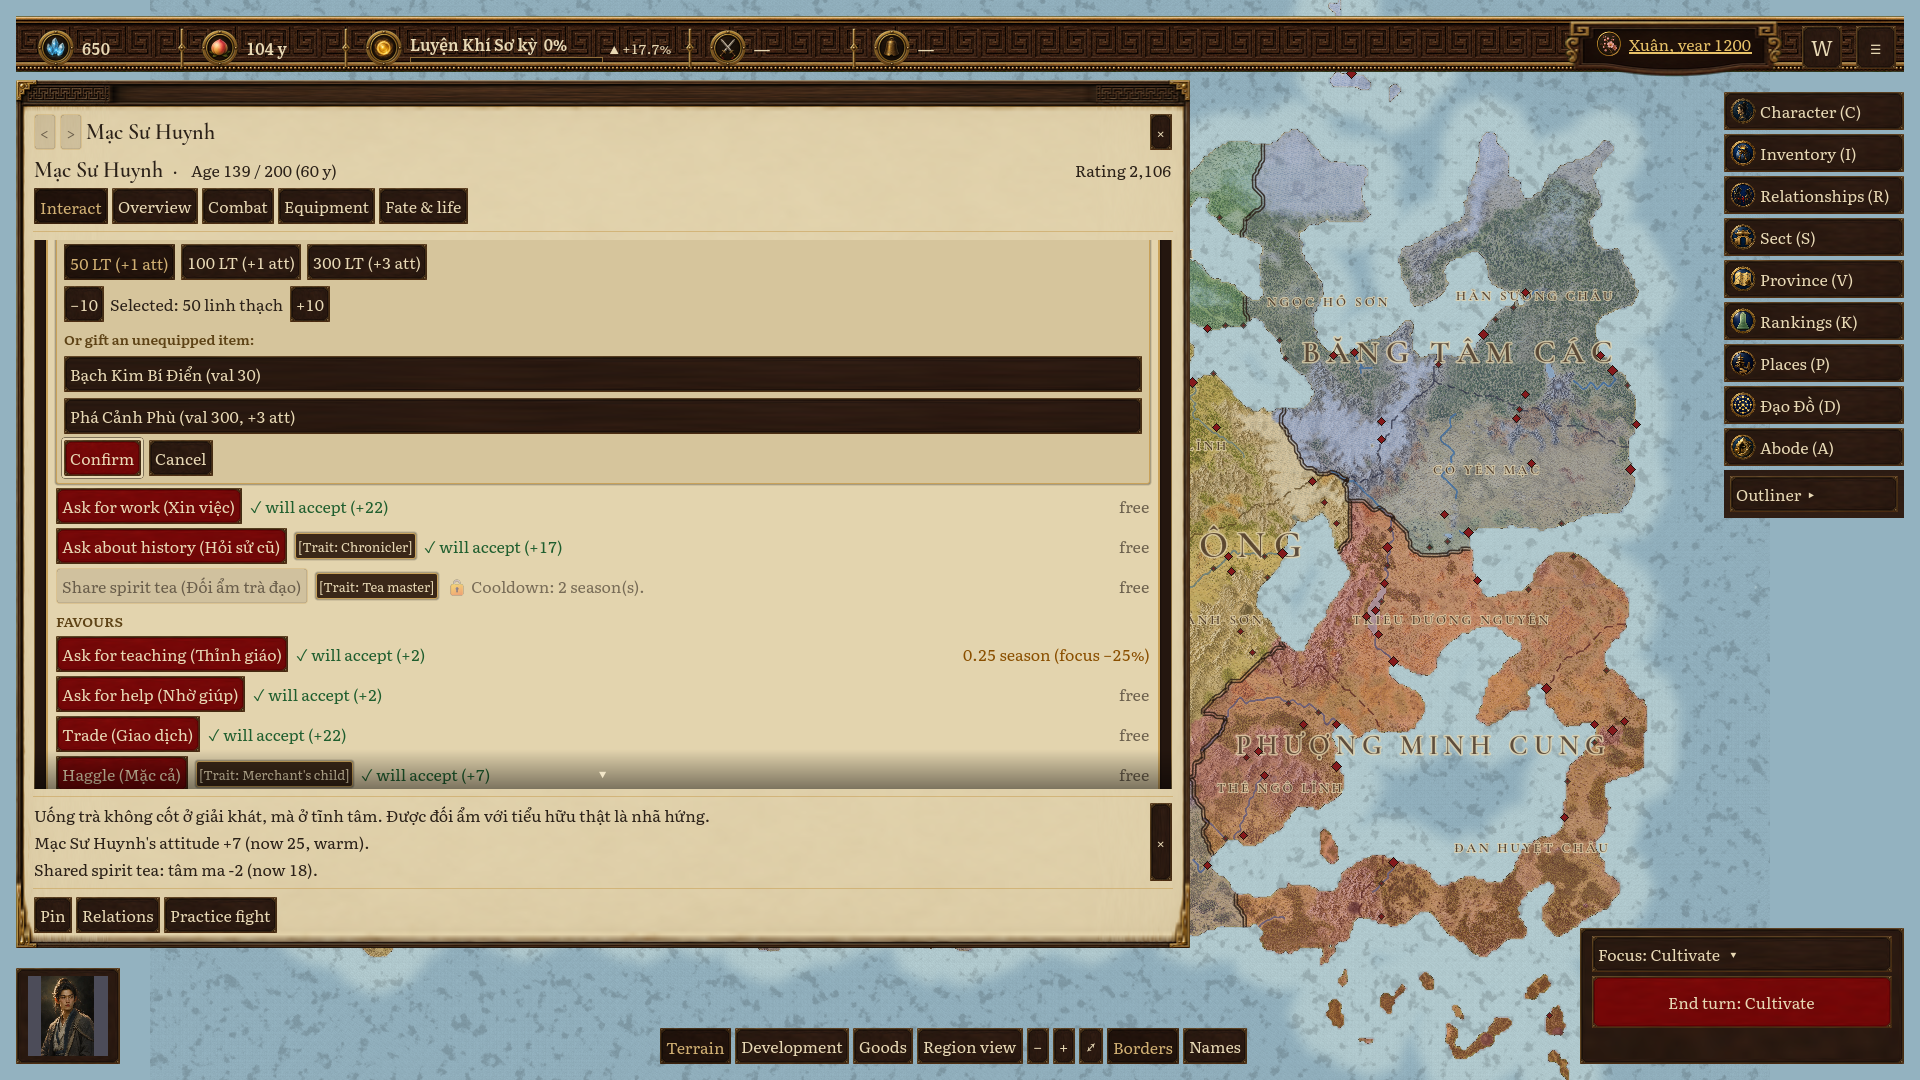 650
104 y
Luyện Khí Sơ kỳ 0%
▲ +17.7%
—
—
Xuân, year 1200
W
☰
< > Mạc Sư Huynh
×
Mạc Sư Huynh · Age 139 / 200 (60 y)
Rating 2,106
Interact Overview Combat Equipment Fate & life
50 LT (+1 att) 100 LT (+1 att) 300 LT (+3 att)
−10 Selected: 50 linh thạch +10
Or gift an unequipped item:
Bạch Kim Bí Điển (val 30)
Phá Cảnh Phù (val 300, +3 att)
Confirm Cancel
Ask for work (Xin việc) ✓ will accept (+22) free
Ask about history (Hỏi sử cũ) [Trait: Chronicler] ✓ will accept (+17) free
Share spirit tea (Đối ẩm trà đạo) [Trait: Tea master] 🔒 Cooldown: 2 season(s). free
FAVOURS
Ask for teaching (Thỉnh giáo) ✓ will accept (+2) 0.25 season (focus −25%)
Ask for help (Nhờ giúp) ✓ will accept (+2) free
Trade (Giao dịch) ✓ will accept (+22) free
Haggle (Mặc cả) [Trait: Merchant's child] ✓ will accept (+7) free
▼
Uống trà không cốt ở giải khát, mà ở tĩnh tâm. Được đối ẩm với tiểu hữu thật là nhã hứng.
Mạc Sư Huynh's attitude +7 (now 25, warm).
×
Shared spirit tea: tâm ma -2 (now 18).
Pin Relations Practice fight
NGỌC HỒ SƠN
HÀN SƯƠNG CHÂU
BĂNG TÂM CÁC
LĨNH
CÔ YÊN MẠC
ÔNG
ANH SƠN
TRIỀU DƯƠNG NGUYÊN
PHƯỢNG MINH CUNG
THÊ NGÔ LĨNH
ĐAN HUYỆT CHÂU
Character (C)
Inventory (I)
Relationships (R)
Sect (S)
Province (V)
Rankings (K)
Places (P)
Đạo Đồ (D)
Abode (A)
Outliner ▸
Focus: Cultivate ▾
End turn: Cultivate
Terrain Development Goods Region view − + ⤢ Borders Names